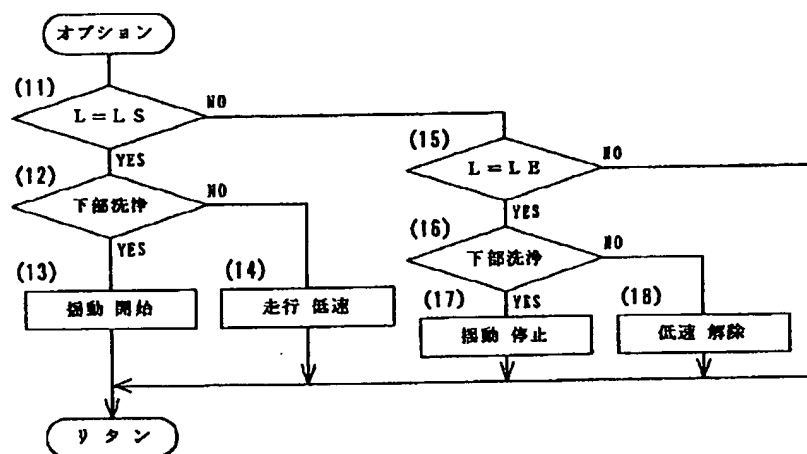 オプション
(11)
L=LS
NO
YES
(12)
下部洗浄
NO
YES
(13)
揺動 開始
(14)
走行 低速
(15)
L=LE
NO
YES
(16)
下部洗浄
NO
YES
(17)
揺動 停止
(18)
低速 解除
リタン